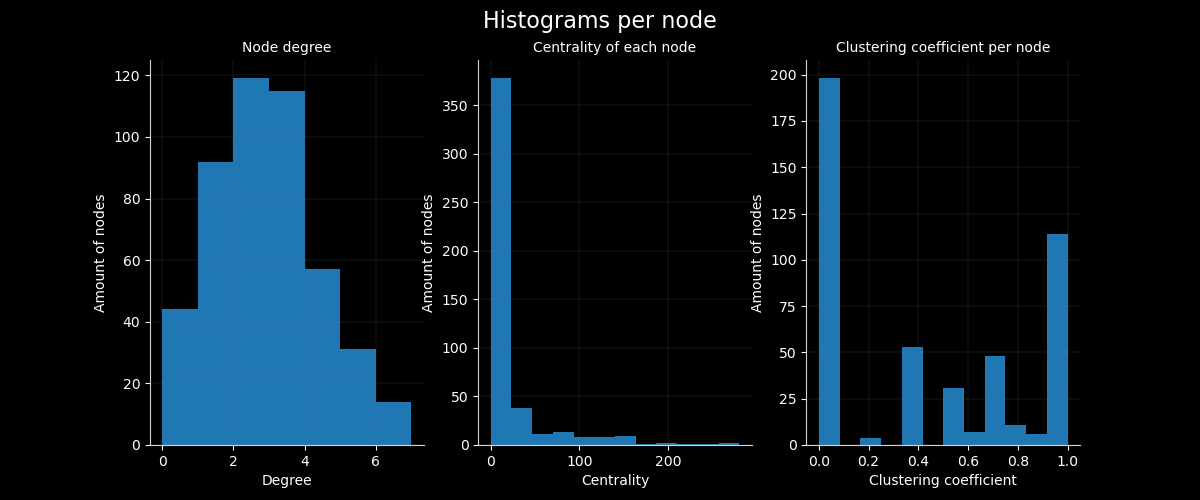 Histograms per node
Node degree
Amount of nodes
120
100
80
60
40
20
0
0 2 4 6
Degree
Centrality of each node
Amount of nodes
350
300
250
200
150
100
50
0
0 100 200
Centrality
Clustering coefficient per node
Amount of nodes
200
175
150
125
100
75
50
25
0
0.0 0.2 0.4 0.6 0.8 1.0
Clustering coefficient